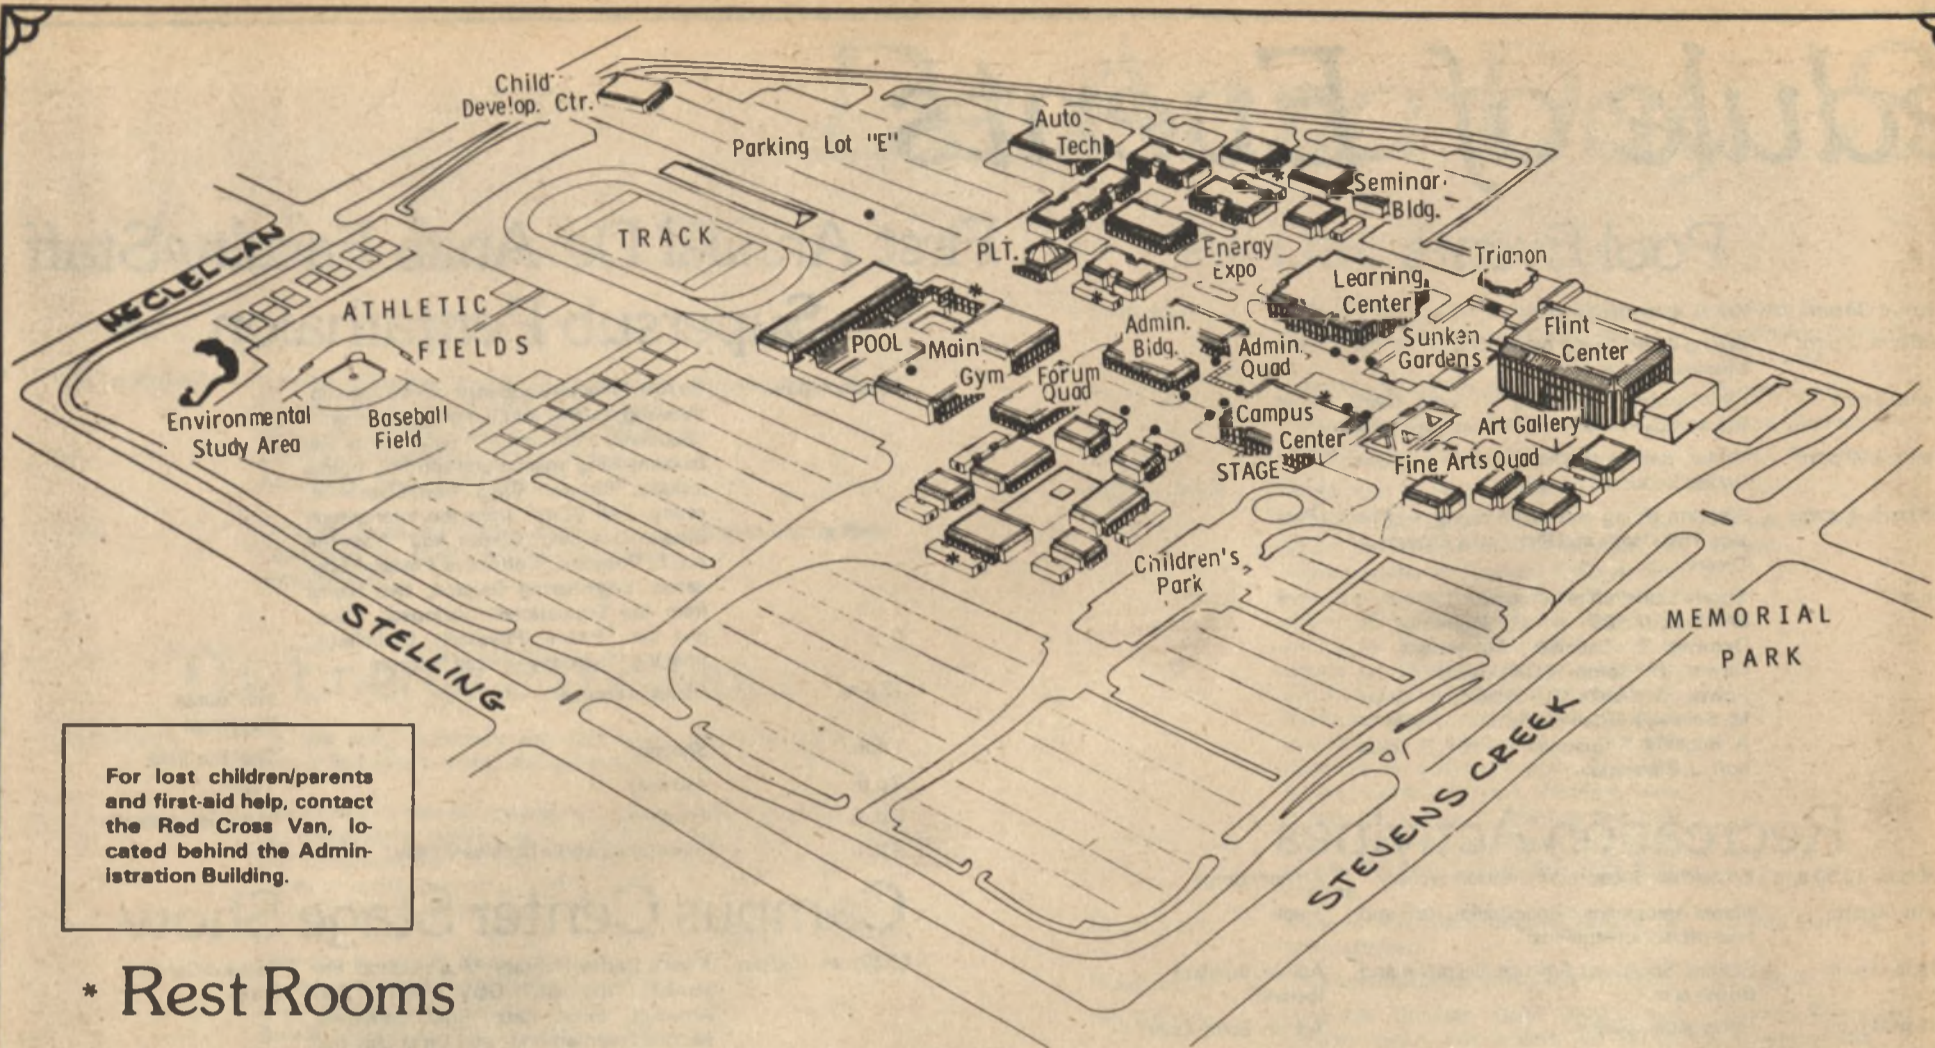 Child
Develop. Ctr.
Parking Lot "E"
Auto
Tech
Seminar
Bldg.
TRACK
PLT.
Energy
Expo
Learning
Center
Trianon
McCLELLAN
ATHLETIC
FIELDS
POOL
Main
Gym
Forum
Quad
Admin.
Bldg.
Admin.
Quad
Sunken
Gardens
Flint
Center
Environmental
Study Area
Baseball
Field
Campus
Center
STAGE
Art Gallery
Fine Arts Quad
Children's
Park
MEMORIAL
PARK
STELLING
STEVENS CREEK
For lost children/parents
and first-aid help, contact
the Red Cross Van, lo-
cated behind the Admin-
istration Building.
* Rest Rooms